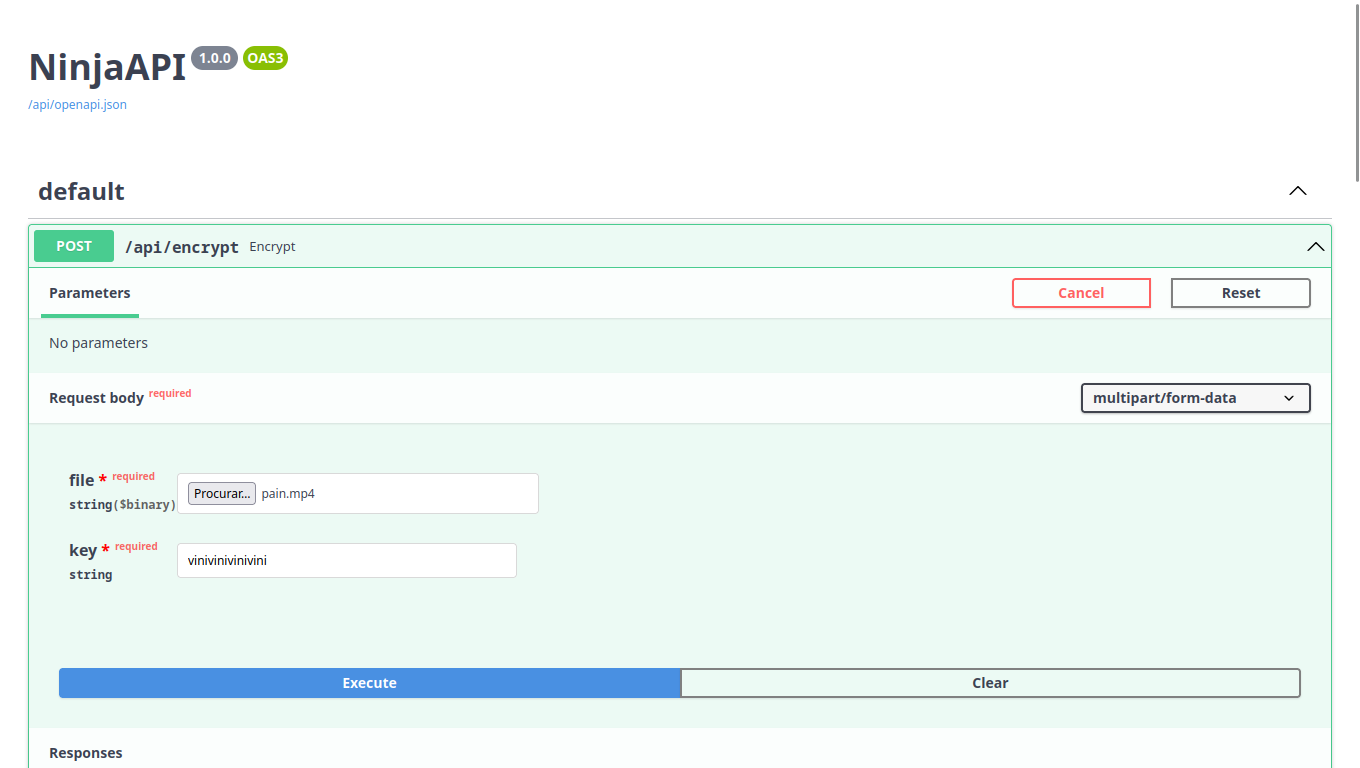 NinjaAPI 1.0.0 OAS3
/api/openapi.json
default
POST /api/encrypt Encrypt
Parameters Cancel Reset
No parameters
Request body required multipart/form-data
file * required
string($binary) Procurar... pain.mp4
key * required
string vinivinivinivini
Execute Clear
Responses